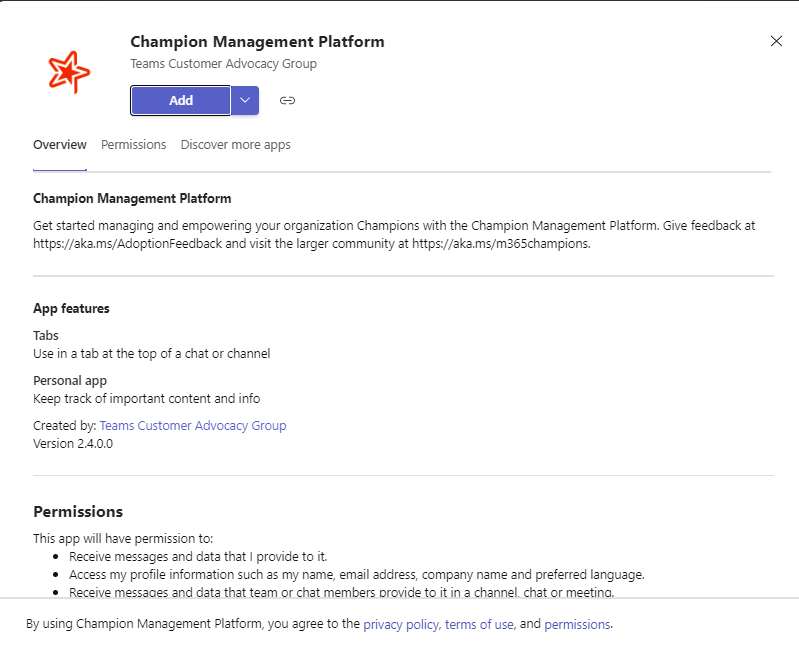 Champion Management Platform
Teams Customer Advocacy Group
Add
Overview Permissions Discover more apps
Champion Management Platform
Get started managing and empowering your organization Champions with the Champion Management Platform. Give feedback at
https://aka.ms/AdoptionFeedback and visit the larger community at https://aka.ms/m365champions.
App features
Tabs
Use in a tab at the top of a chat or channel
Personal app
Keep track of important content and info
Created by: Teams Customer Advocacy Group
Version 2.4.0.0
Permissions
This app will have permission to:
• Receive messages and data that I provide to it.
• Access my profile information such as my name, email address, company name and preferred language.
• Receive messages and data that team or chat members provide to it in a channel, chat or meeting.
By using Champion Management Platform, you agree to the privacy policy, terms of use, and permissions.